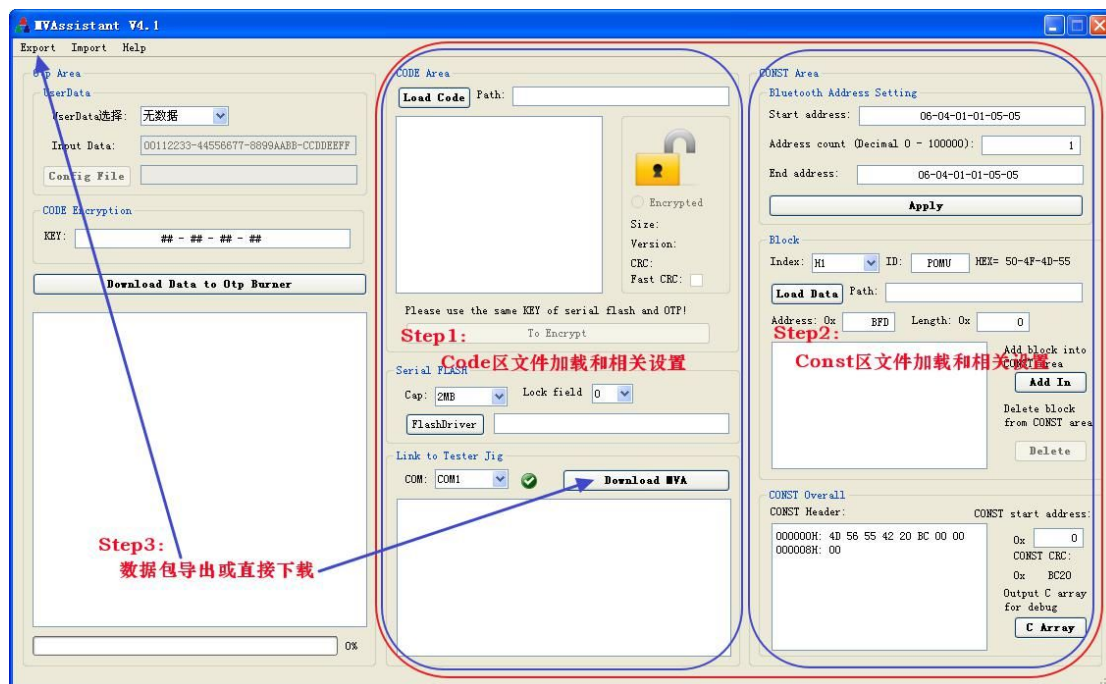 MVAssistant V4.1
Export Import Help
Otp Area
UserData
UserData选择: 无数据
Input Data: 00112233-44556677-8899AABB-CCDDEEFF
Config File
CODE Encryption
KEY: ## - ## - ## - ##
Download Data to Otp Burner
Step3:
数据包导出或直接下载
0%
CODE Area
Load Code Path:
Encrypted
Size:
Version:
CRC:
Fast CRC:
Please use the same KEY of serial flash and OTP!
To Encrypt
Step1:
Code区文件加载和相关设置
Serial FLASH
Cap: 2MB Lock field 0
FlashDriver
Link to Tester Jig
COM: COM1 Download MVA
CONST Area
Bluetooth Address Setting
Start address: 06-04-01-01-05-05
Address count (Decimal 0 - 100000): 1
End address: 06-04-01-01-05-05
Apply
Block
Index: H1 ID: POMU HEX= 50-4F-4D-55
Load Data Path:
Address: 0x BFD Length: 0x 0
Step2:
Const区文件加载和相关设置
Add block into
CONST area
Add In
Delete block
from CONST area
Delete
CONST Overall
CONST Header: CONST start address:
000000H: 4D 56 55 42 20 BC 00 00
000008H: 00
0x 0
CONST CRC:
0x BC20
Output C array
for debug
C Array